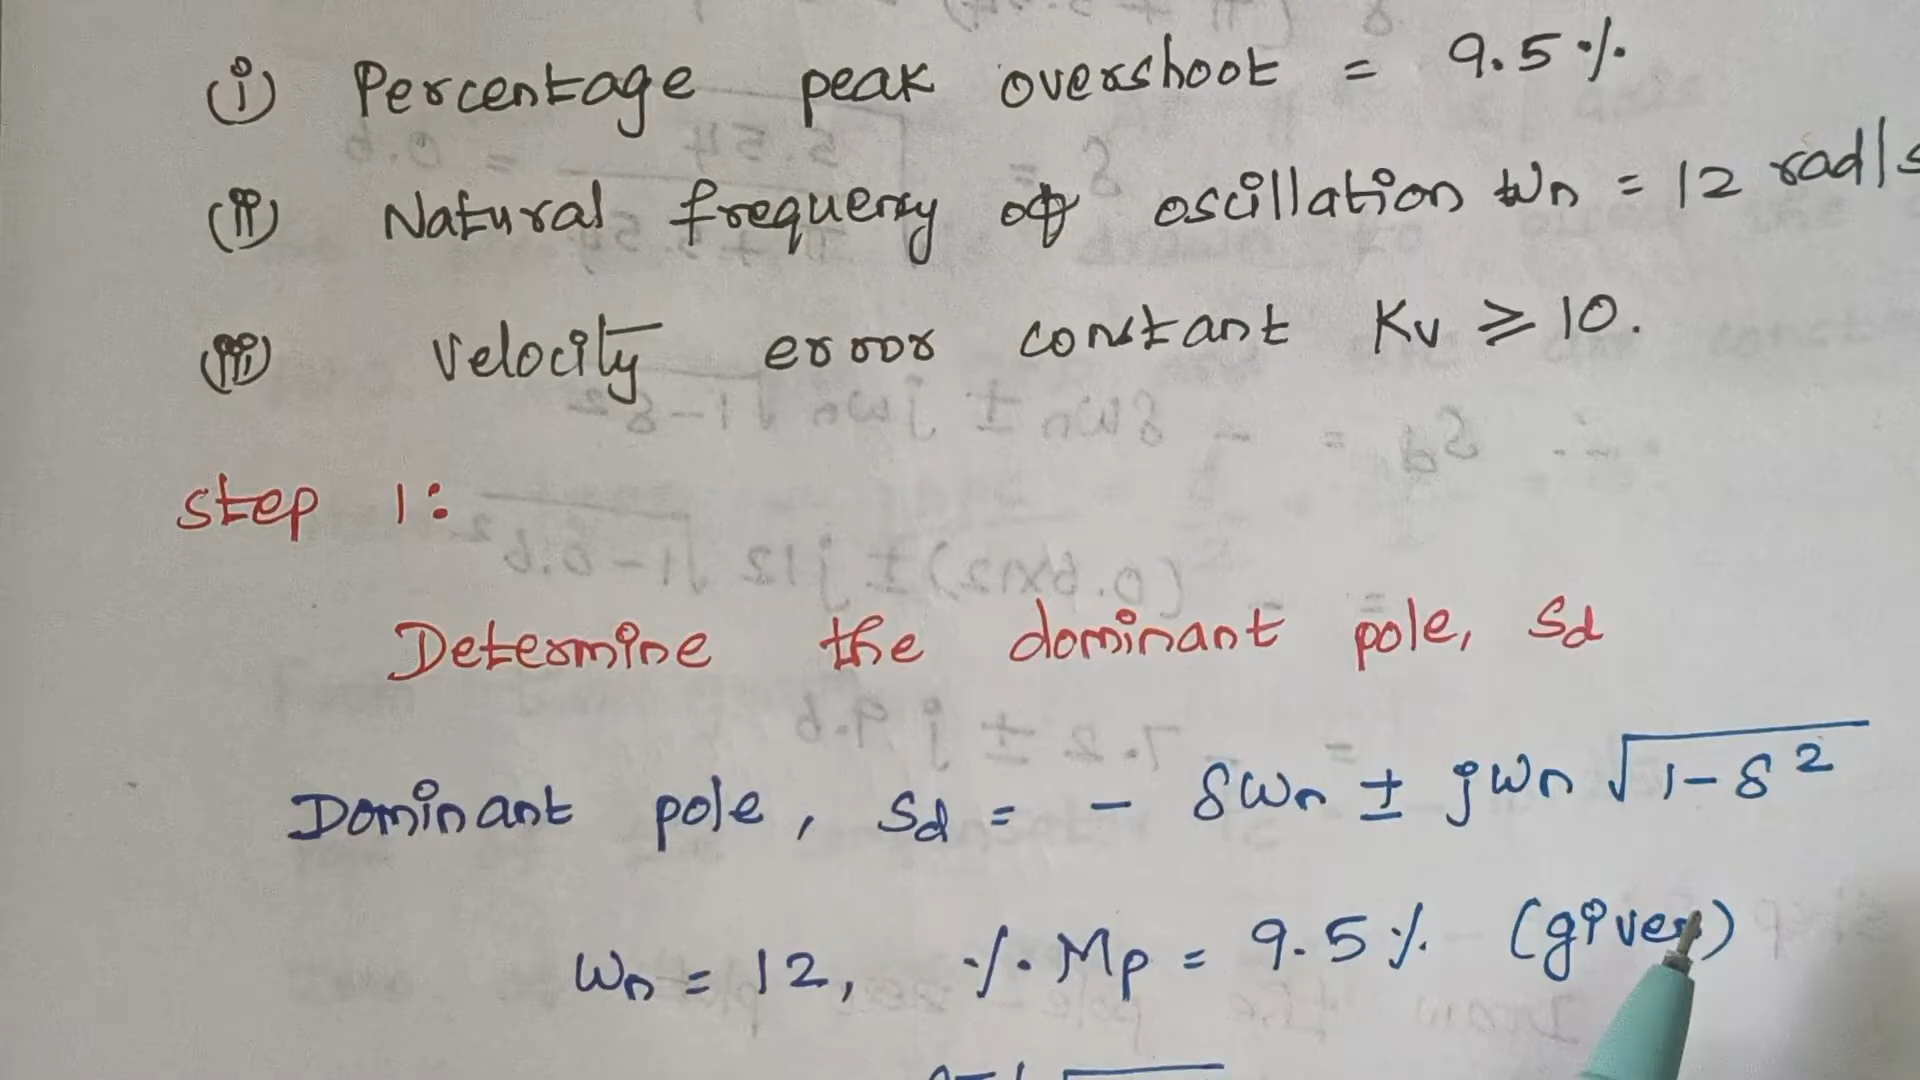 (i) Percentage peak overshoot = 9.5%
(ii) Natural frequency of oscillation ωn = 12 rad/s
(iii) Velocity error constant Kv ≥ 10.
Step 1:
Determine the dominant pole, Sd
Dominant pole, Sd = - δωn ± jωn √1-δ²
ωn = 12, % Mp = 9.5% (given)